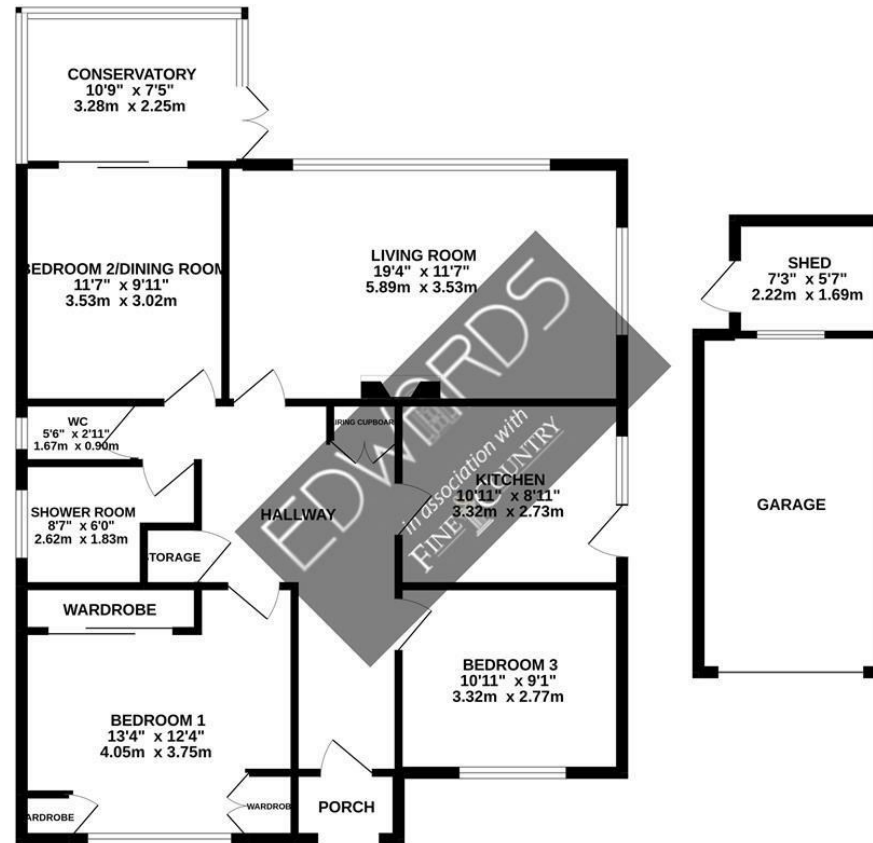 CONSERVATORY
10'9" x 7'5"
3.28m x 2.25m
BEDROOM 2/DINING ROOM
11'7" x 9'11"
3.53m x 3.02m
LIVING ROOM
19'4" x 11'7"
5.89m x 3.53m
SHED
7'3" x 5'7"
2.22m x 1.69m
WC
5'6" x 2'11"
1.67m x 0.90m
IRING CUPBOAR
KITCHEN
10'11" x 8'11"
3.32m x 2.73m
GARAGE
SHOWER ROOM
8'7" x 6'0"
2.62m x 1.83m
HALLWAY
STORAGE
WARDROBE
BEDROOM 3
10'11" x 9'1"
3.32m x 2.77m
BEDROOM 1
13'4" x 12'4"
4.05m x 3.75m
WARDROBE
WARDROBE
PORCH
EDWARDS
in association with
FINE & COUNTRY